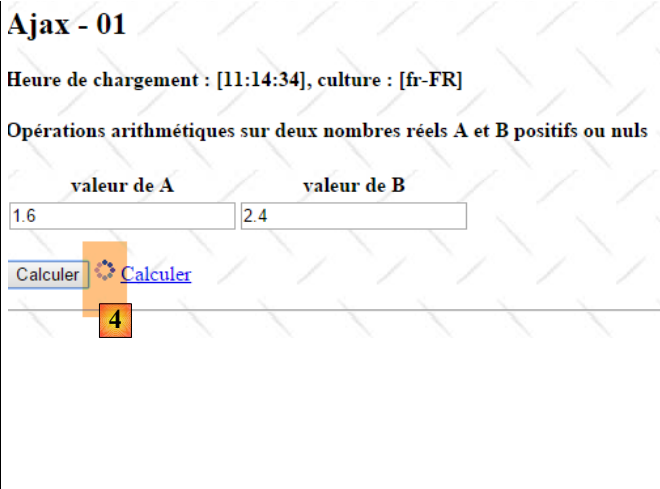 Ajax - 01
Heure de chargement : [11:14:34], culture : [fr-FR]
Opérations arithmétiques sur deux nombres réels A et B positifs ou nuls
valeur de A valeur de B
1.6 2.4
Calculer Calculer
4